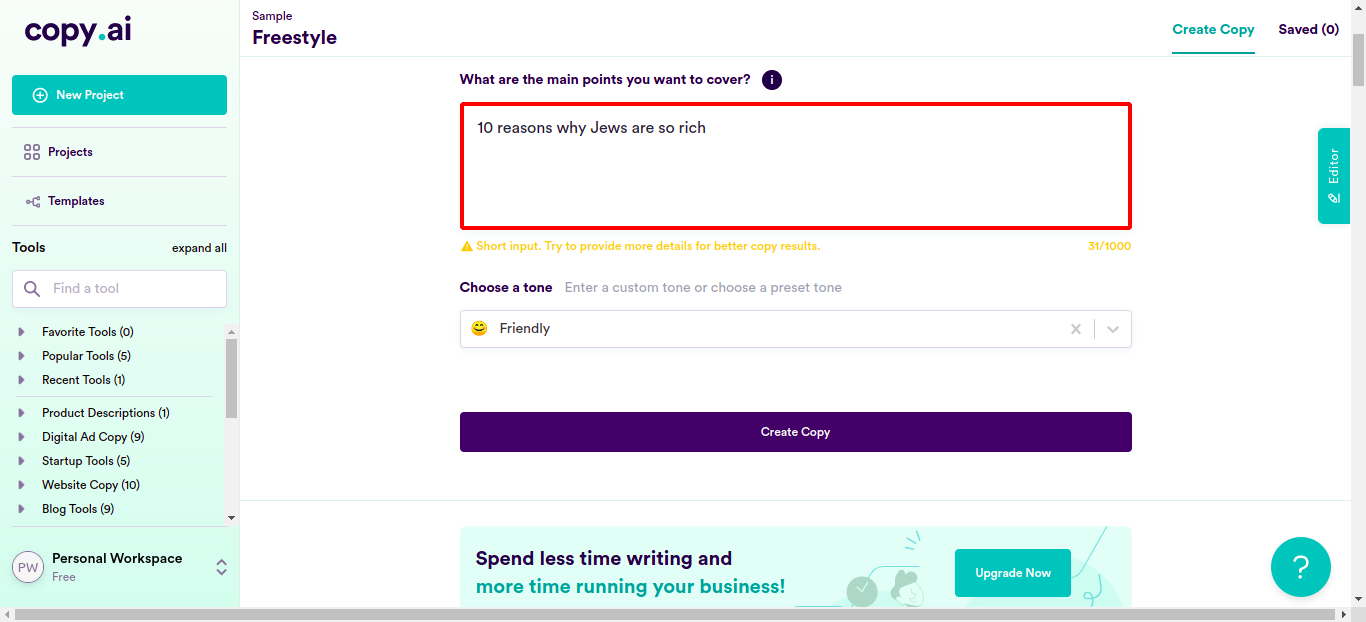 copy.ai
New Project
Projects
Templates
Tools
expand all
Find a tool
Favorite Tools (0)
Popular Tools (5)
Recent Tools (1)
Product Descriptions (1)
Digital Ad Copy (9)
Startup Tools (5)
Website Copy (10)
Blog Tools (9)
PW
Personal Workspace
Free
Sample
Freestyle
Create Copy
Saved (0)
What are the main points you want to cover?
i
10 reasons why Jews are so rich
Short input. Try to provide more details for better copy results.
31/1000
Choose a tone
Enter a custom tone or choose a preset tone
Friendly
Create Copy
Spend less time writing and
more time running your business!
Upgrade Now
Editor
?